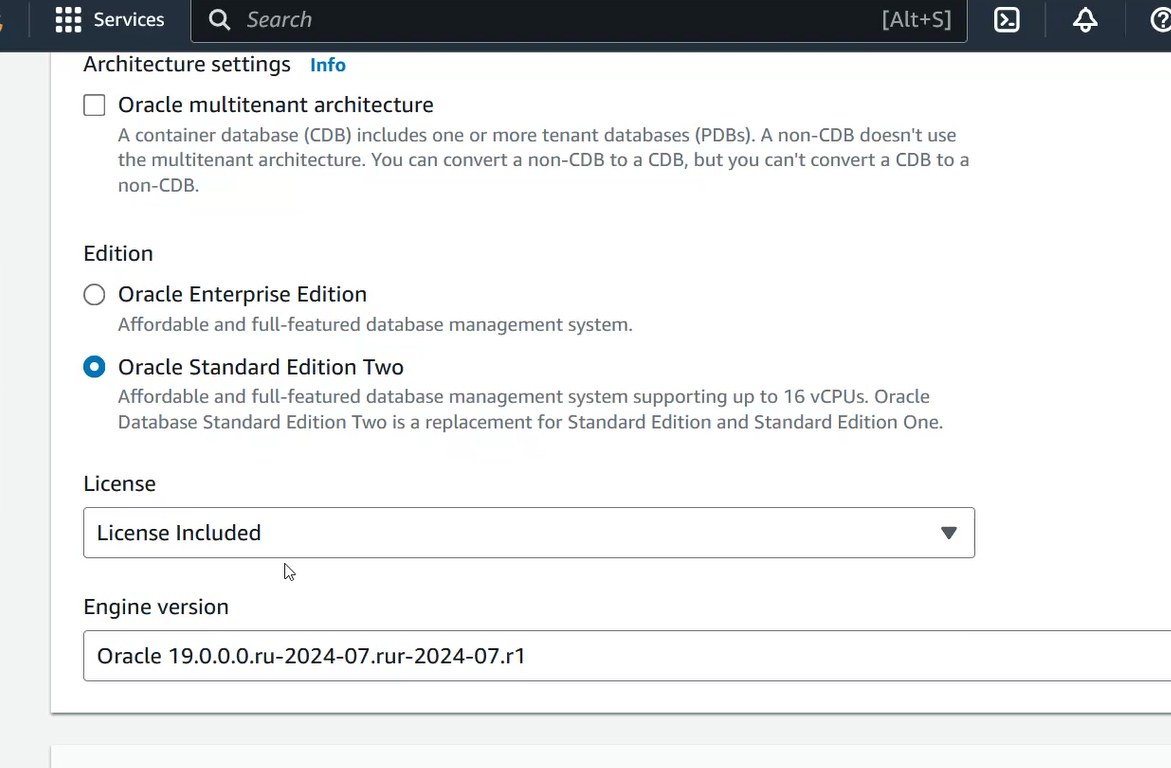 Services
Search
[Alt+S]
Architecture settings Info
Oracle multitenant architecture
A container database (CDB) includes one or more tenant databases (PDBs). A non-CDB doesn't use
the multitenant architecture. You can convert a non-CDB to a CDB, but you can't convert a CDB to a
non-CDB.
Edition
Oracle Enterprise Edition
Affordable and full-featured database management system.
Oracle Standard Edition Two
Affordable and full-featured database management system supporting up to 16 vCPUs. Oracle
Database Standard Edition Two is a replacement for Standard Edition and Standard Edition One.
License
License Included
Engine version
Oracle 19.0.0.0.ru-2024-07.rur-2024-07.r1